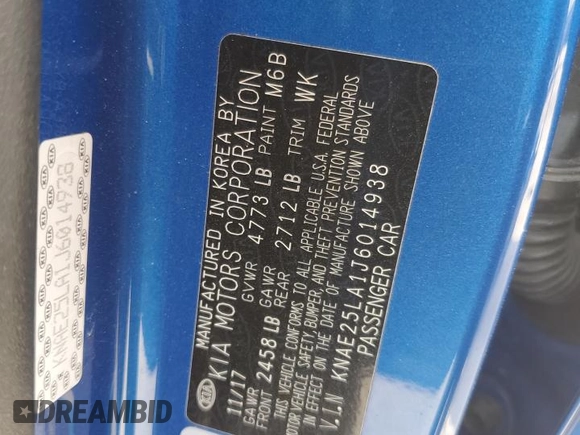 KIA
MANUFACTURED IN KOREA BY
KIA MOTORS CORPORATION
11/17 GVWR 4773 LB PAINT M6B
GAWR FRONT 2458 LB GAWR REAR 2712 LB TRIM WK
THIS VEHICLE CONFORMS TO ALL APPLICABLE U.S.A. FEDERAL
MOTOR VEHICLE SAFETY, BUMPER, AND THEFT PREVENTION STANDARDS
IN EFFECT ON THE DATE OF MANUFACTURE SHOWN ABOVE
V.I.N KNAE25LA1J6014938
PASSENGER CAR
KNAE25LA1J6014938
DREAMBID